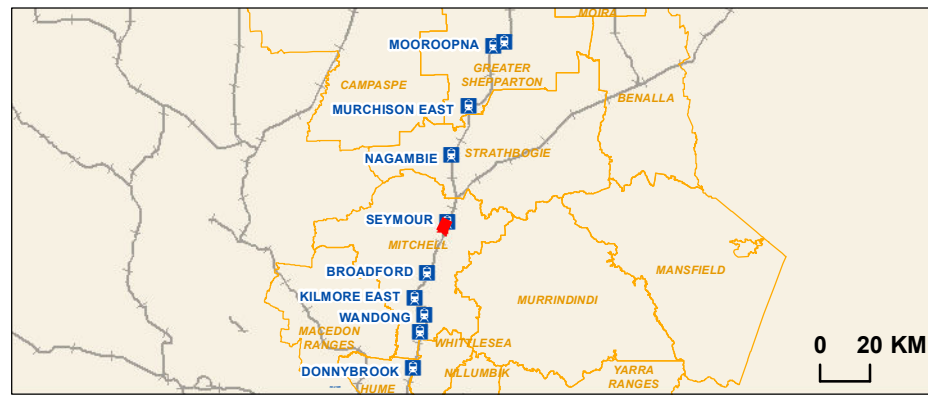 MOIRA
MOOROOPNA
GREATER
SHEPPARTON
CAMPASPE
BENALLA
MURCHISON EAST
STRATHBOGIE
NAGAMBIE
SEYMOUR
MITCHELL
BROADFORD
MANSFIELD
KILMORE EAST
MURRINDINDI
WANDONG
MACEDON
RANGES
WHITTLESEA
0 20 KM
DONNYBROOK
NILLUMBIK
YARRA
RANGES
HUME